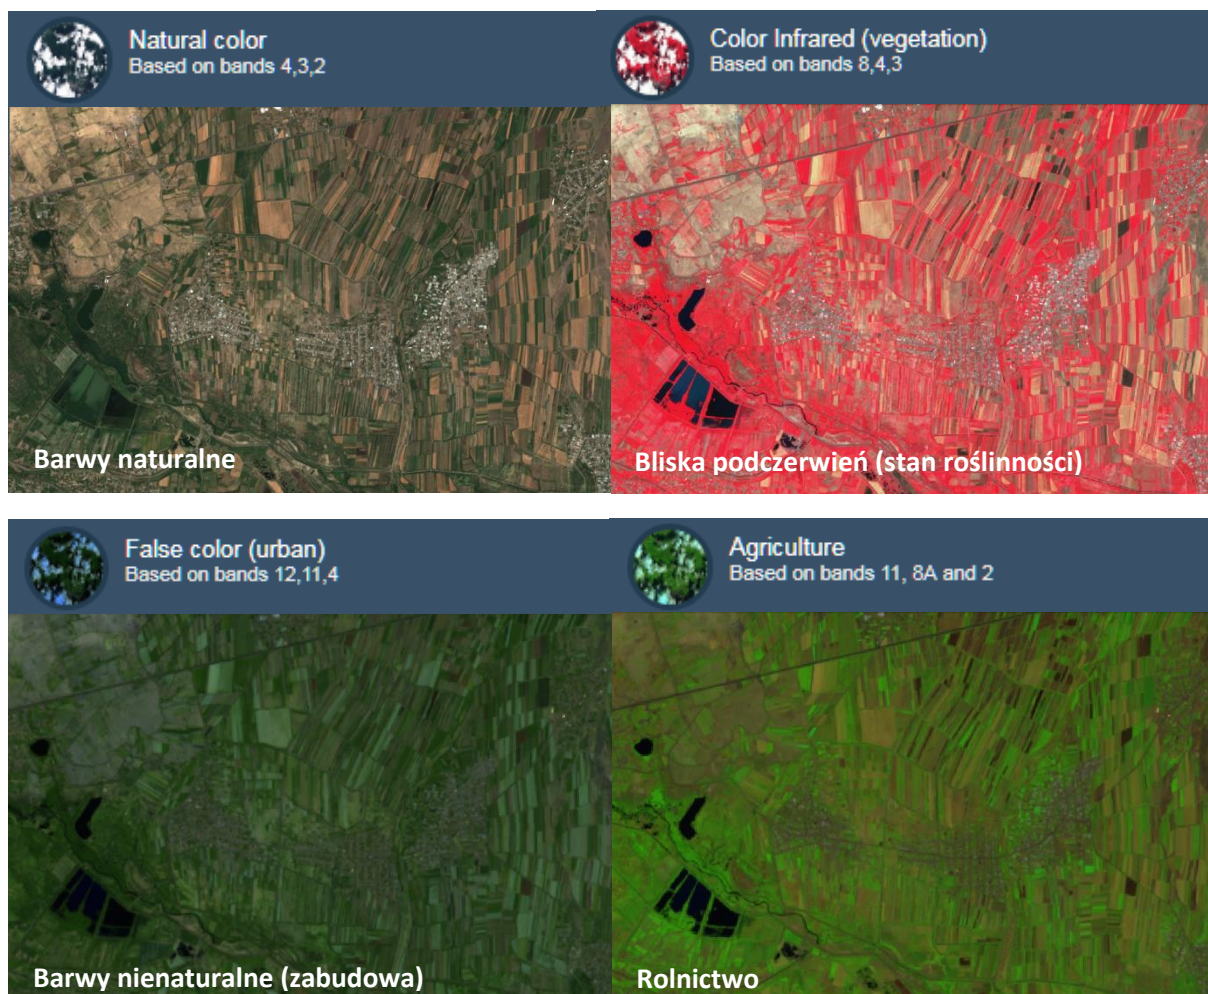 Natural color
Based on bands 4,3,2
Color Infrared (vegetation)
Based on bands 8,4,3
Barwy naturalne
Bliska podczerwień (stan roślinności)
False color (urban)
Based on bands 12,11,4
Agriculture
Based on bands 11, 8A and 2
Barwy nienaturalne (zabudowa)
Rolnictwo